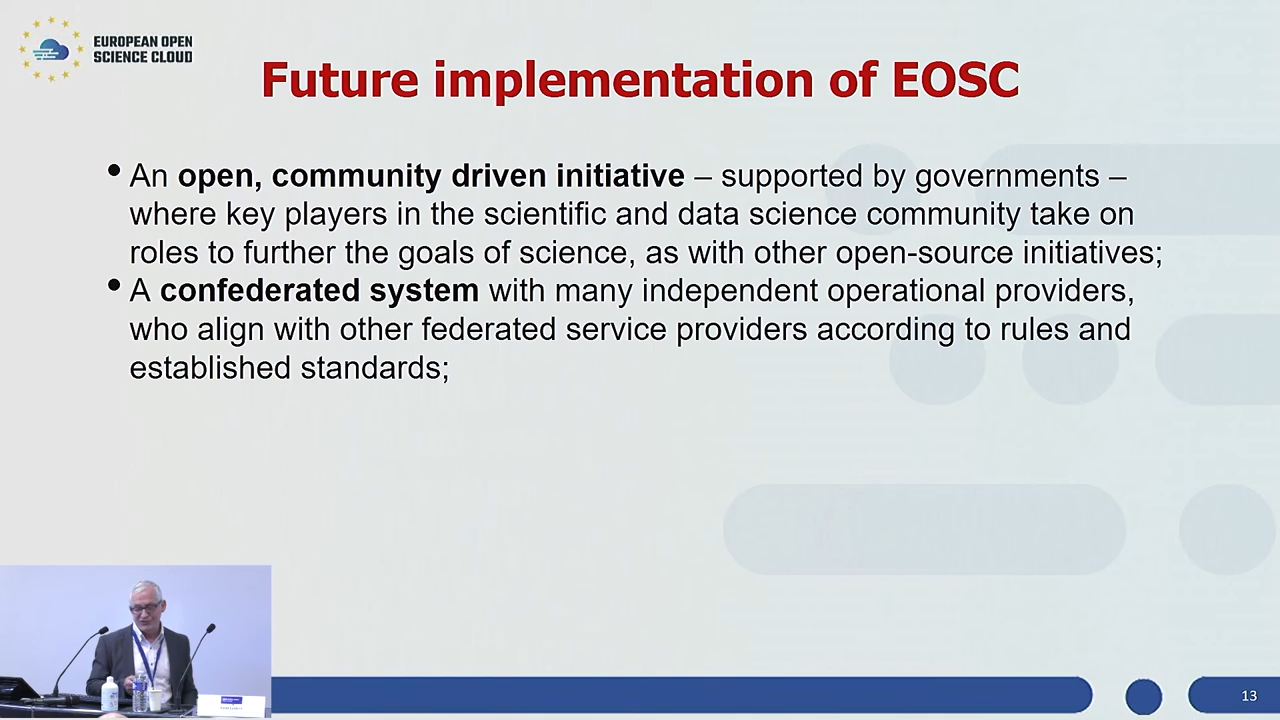 EUROPEAN OPEN
SCIENCE CLOUD
Future implementation of EOSC
• An open, community driven initiative – supported by governments –
where key players in the scientific and data science community take on
roles to further the goals of science, as with other open-source initiatives;
• A confederated system with many independent operational providers,
who align with other federated service providers according to rules and
established standards;
13